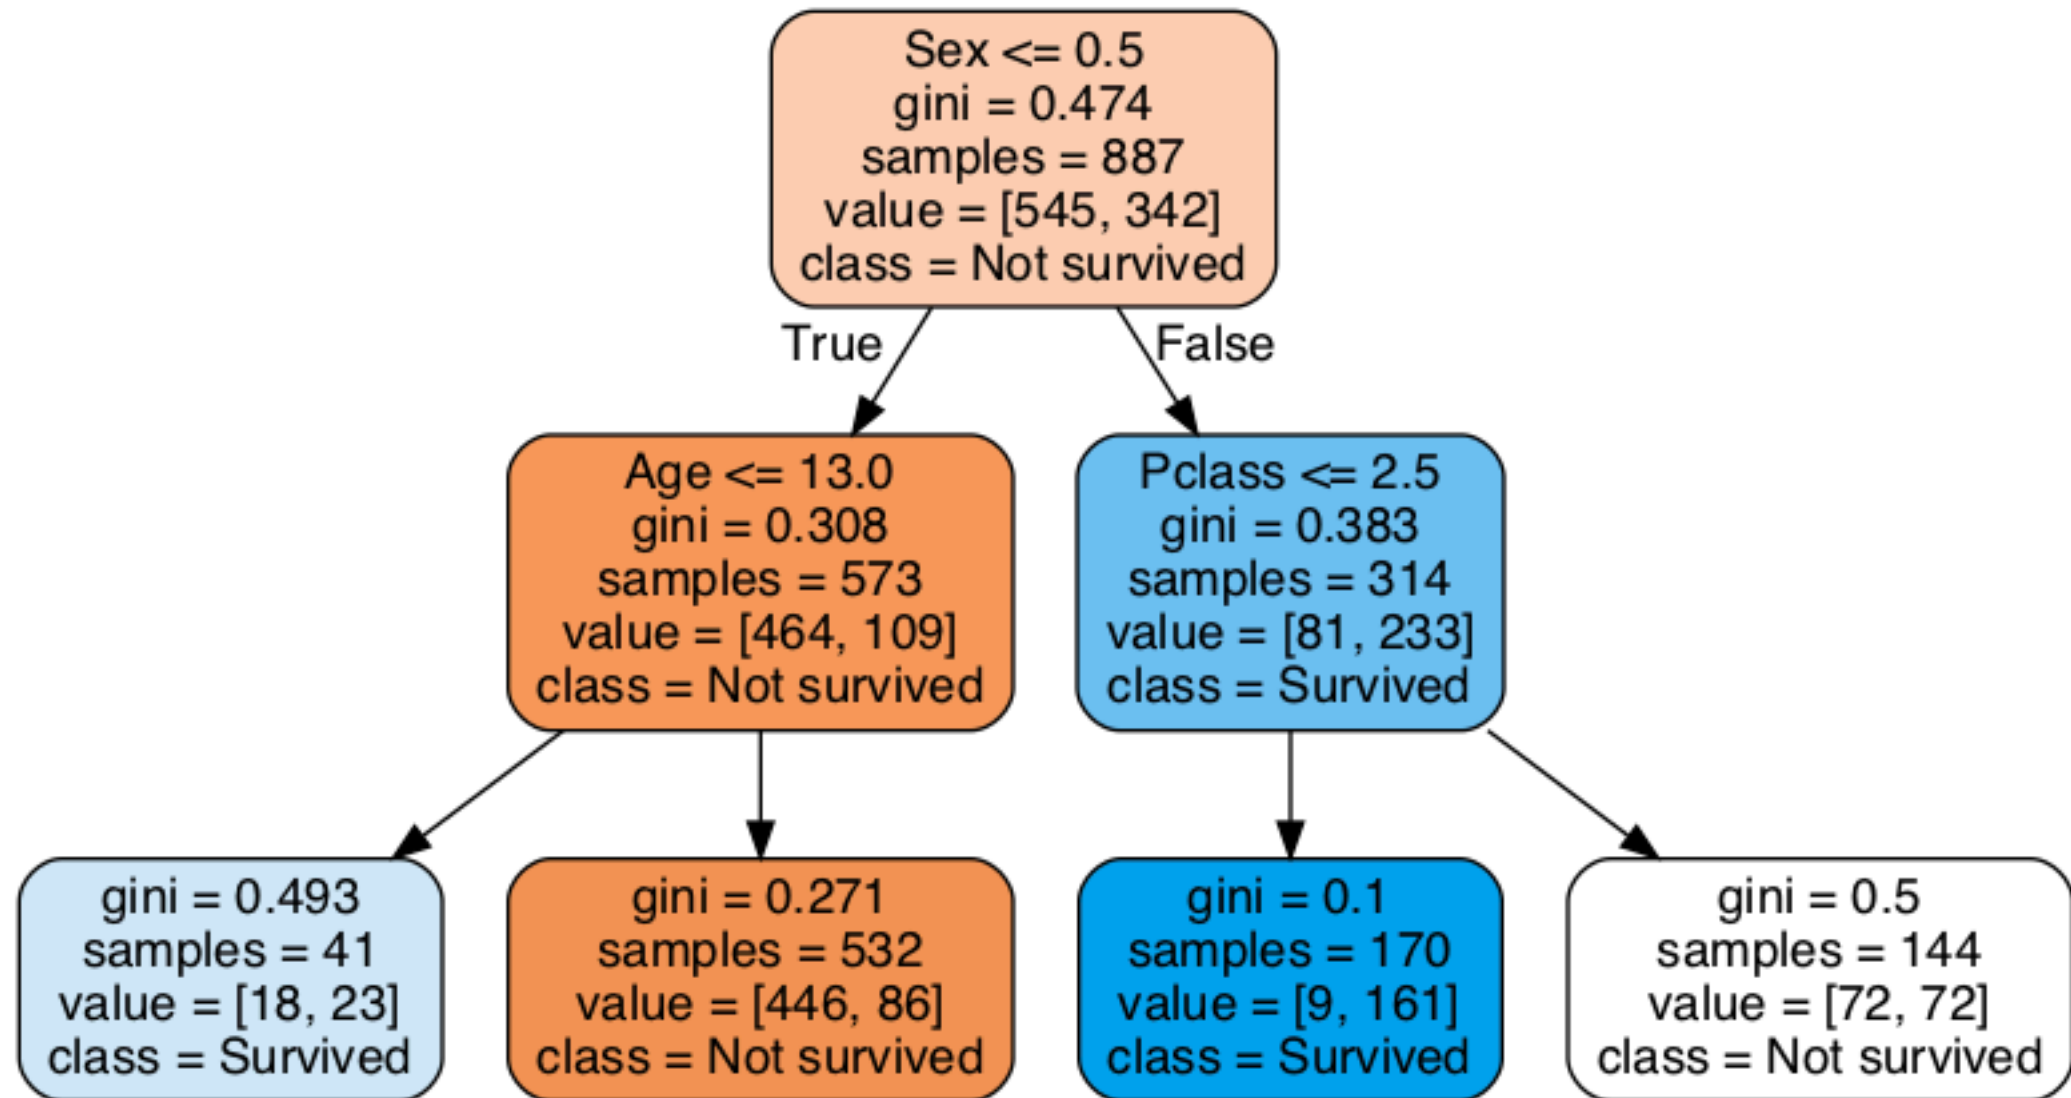 Sex <= 0.5
gini = 0.474
samples = 887
value = [545, 342]
class = Not survived
True
False
Age <= 13.0
gini = 0.308
samples = 573
value = [464, 109]
class = Not survived
Pclass <= 2.5
gini = 0.383
samples = 314
value = [81, 233]
class = Survived
gini = 0.493
samples = 41
value = [18, 23]
class = Survived
gini = 0.271
samples = 532
value = [446, 86]
class = Not survived
gini = 0.1
samples = 170
value = [9, 161]
class = Survived
gini = 0.5
samples = 144
value = [72, 72]
class = Not survived